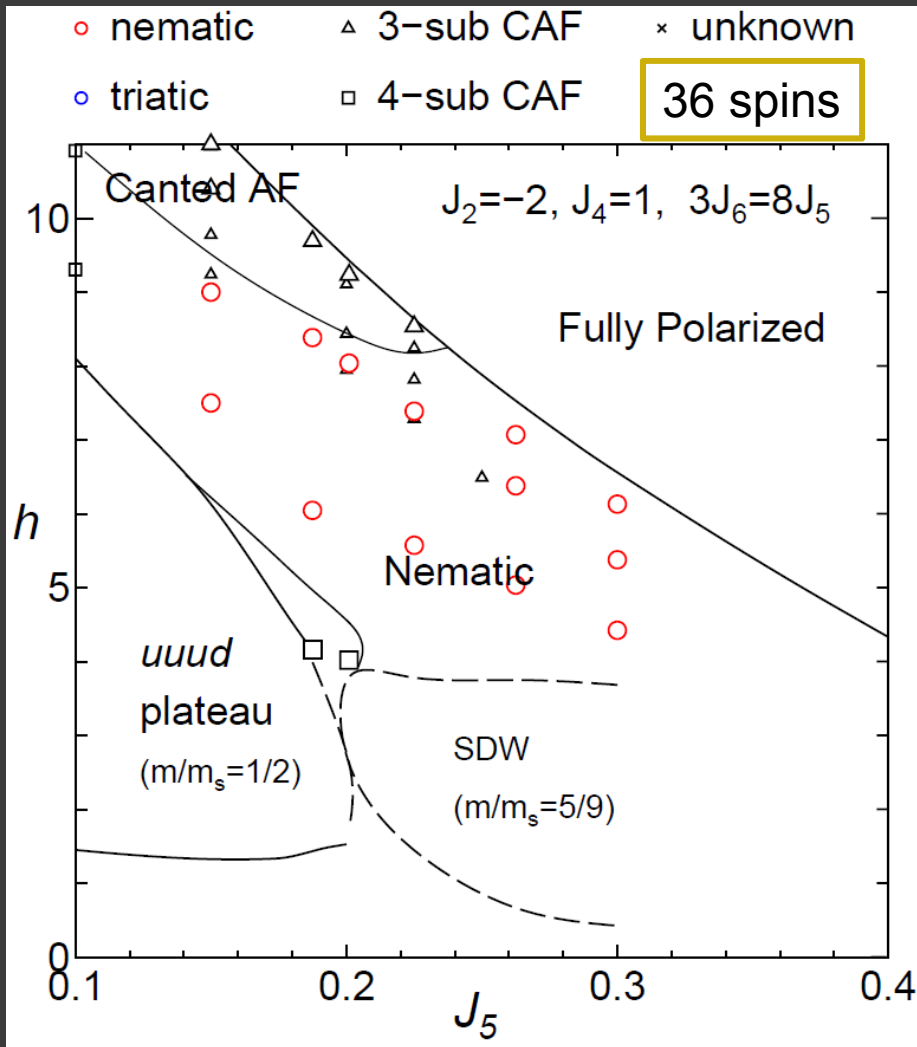 nematic 3−sub CAF unknown
triatic 4−sub CAF 36 spins
Canted AF
J₂=−2, J₄=1, 3J₆=8J₅
10
Fully Polarized
h
5
Nematic
uuud
plateau
(m/mₛ=1/2)
SDW
(m/mₛ=5/9)
0
0.1 0.2 0.3 0.4
J₅